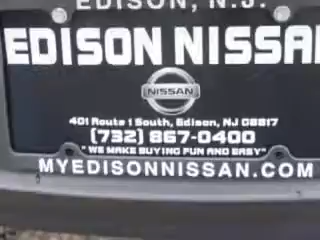 EDISON, N.J.
EDISON NISSA
NISSAN
401 Route 1 South, Edison, NJ 08817
(732) 867-0400
"WE MAKE BUYING FUN AND EASY"
MYEDISONNISSAN.COM